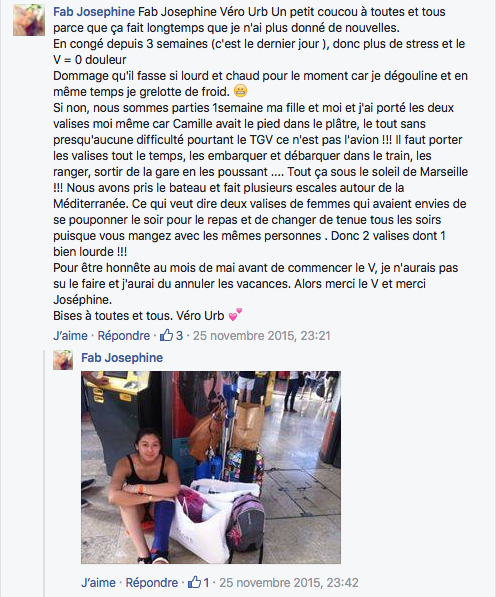 Fab Josephine Fab Josephine Véro Urb Un petit coucou à toutes et tous
parce que ça fait longtemps que je n'ai plus donné de nouvelles.
En congé depuis 3 semaines (c'est le dernier jour ), donc plus de stress et le
V = 0 douleur
Dommage qu'il fasse si lourd et chaud pour le moment car je dégouline et en
même temps je grelotte de froid. 😁
Si non, nous sommes parties 1semaine ma fille et moi et j'ai porté les deux
valises moi même car Camille avait le pied dans le plâtre, le tout sans
presqu'aucune difficulté pourtant le TGV ce n'est pas l'avion !!! Il faut porter
les valises tout le temps, les embarquer et débarquer dans le train, les
ranger, sortir de la gare en les poussant .... Tout ça sous le soleil de Marseille
!!! Nous avons pris le bateau et fait plusieurs escales autour de la
Méditerranée. Ce qui veut dire deux valises de femmes qui avaient envies de
se pouponner le soir pour le repas et de changer de tenue tous les soirs
puisque vous mangez avec les mêmes personnes . Donc 2 valises dont 1
bien lourde !!!
Pour être honnête au mois de mai avant de commencer le V, je n'aurais pas
su le faire et j'aurai du annuler les vacances. Alors merci le V et merci
Joséphine.
Bises à toutes et tous. Véro Urb 💕
J'aime · Répondre · 3 · 25 novembre 2015, 23:21
Fab Josephine
J'aime · Répondre · 1 · 25 novembre 2015, 23:42